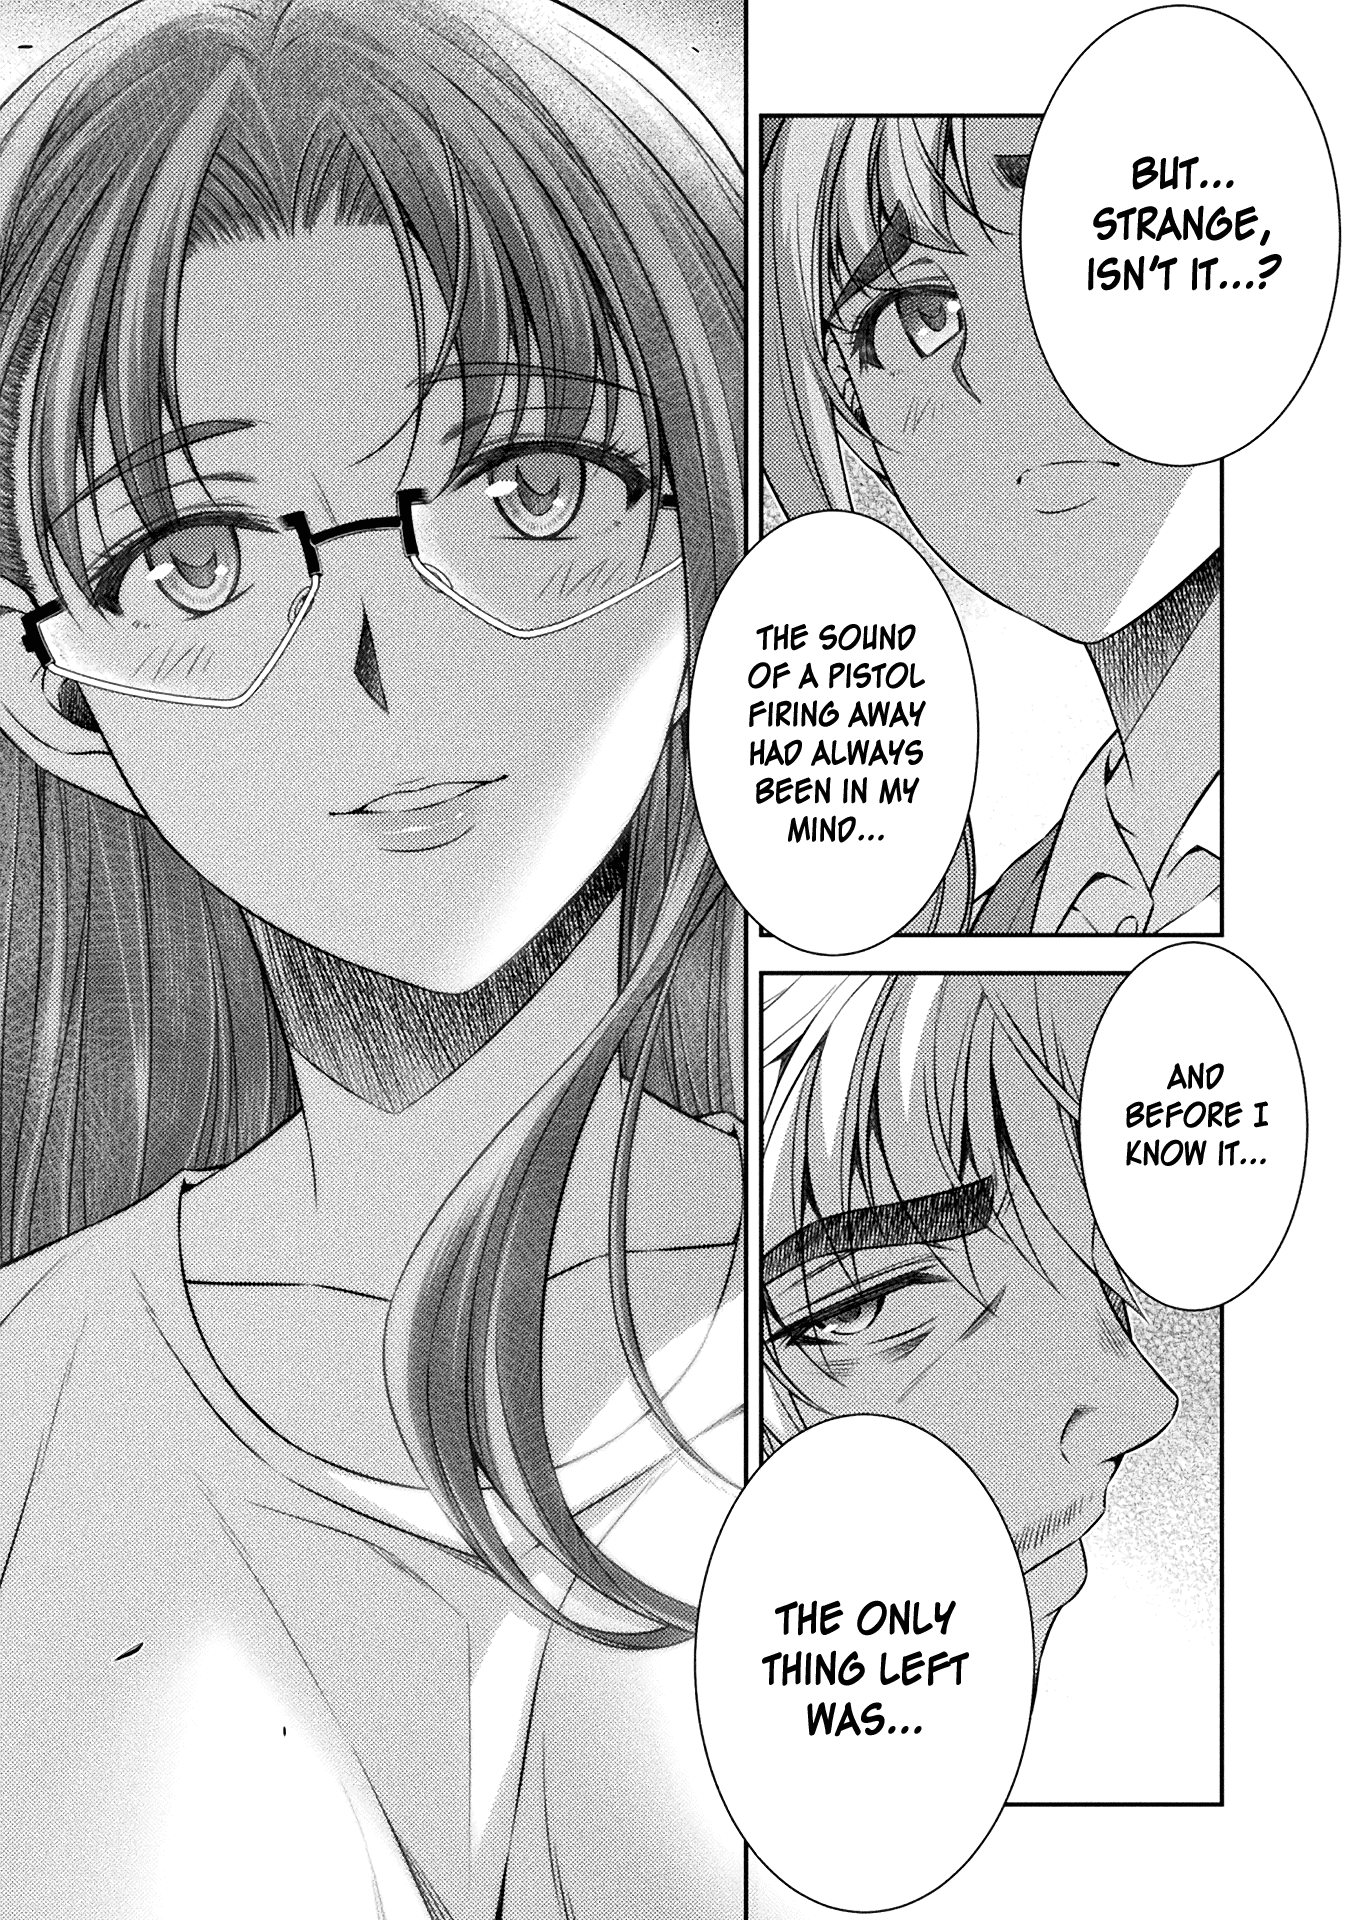 BUT...
STRANGE,
ISN'T IT...?
THE SOUND
OF A PISTOL
FIRING AWAY
HAD ALWAYS
BEEN IN MY
MIND...
AND
BEFORE I
KNOW IT...
THE ONLY
THING LEFT
WAS...